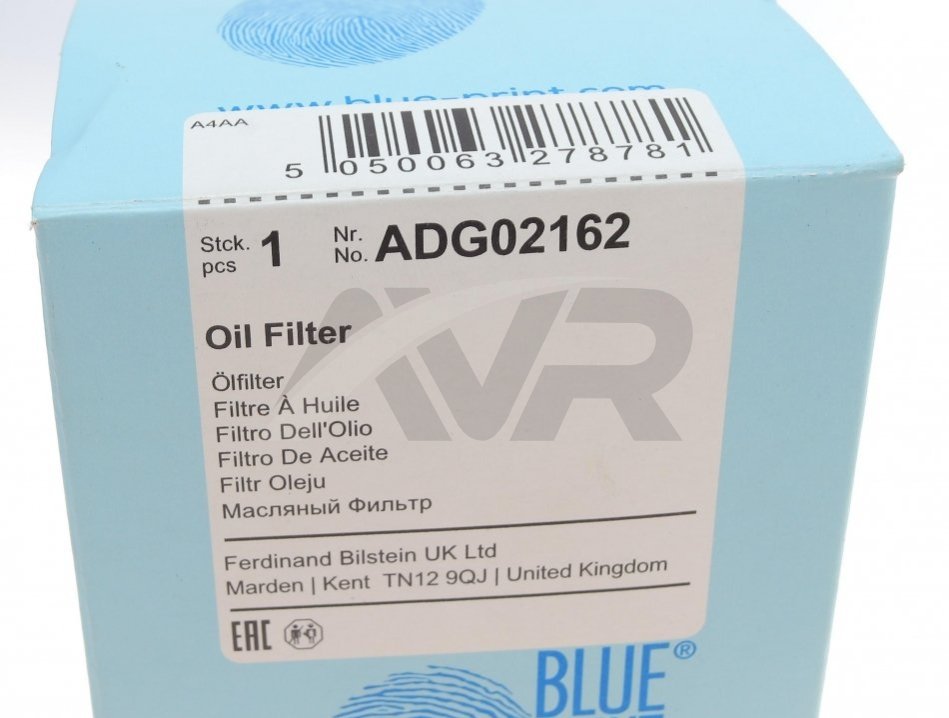 www.blue-print.com
A4AA
5 050063 278781
Stck. 1 Nr. ADG02162
pcs No.
Oil Filter
AVR
Ölfilter
Filtre À Huile
Filtro Dell'Olio
Filtro De Aceite
Filtr Oleju
Масляный Фильтр
Ferdinand Bilstein UK Ltd
Marden | Kent TN12 9QJ | United Kingdom
EAC
BLUE®